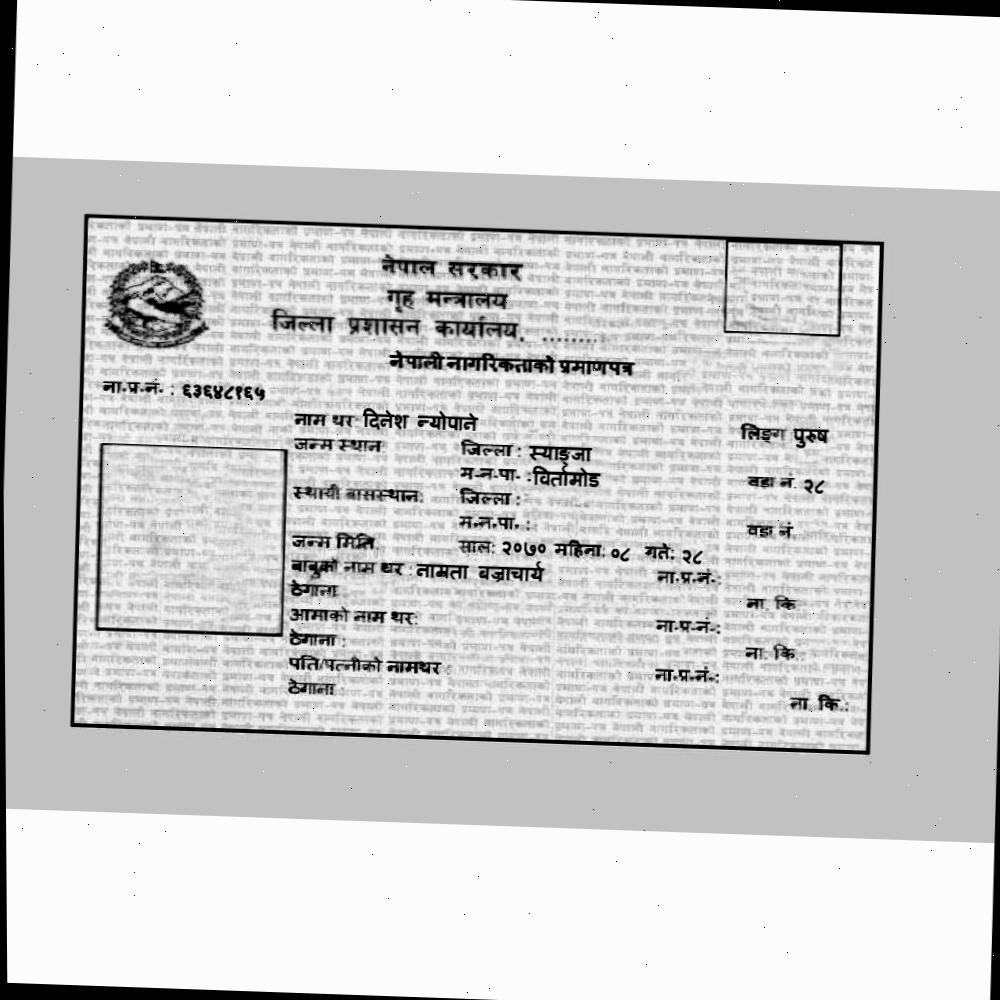 नेपाल सरकार
गृह मन्त्रालय
जिल्ला प्रशासन कार्यालय, ........
नेपाली नागरिकताको प्रमाणपत्र
ना.प्र.नं. : ६३६४८१६५
नाम थर दिनेश न्योपाने लिङ्ग पुरुष
जन्म स्थान जिल्ला : स्याङ्जा
म.न.पा. :विर्तामोड वडा नं. २८
स्थायी बासस्थान: जिल्ला :
म.न.पा. : वडा नं.
जन्म मिति. साल: २०७० महिना: ०८ गते: २८
बाबुको नाम थर : ताम्रता बज्राचार्य ना.प्र.नं.:
ठेगाना ना. कि
आमाको नाम थर: ना.प्र.नं.:
ठेगाना : ना. कि :
पति/पत्नीको नामथर : ना.प्र.नं.:
ठेगाना : ना. कि.: